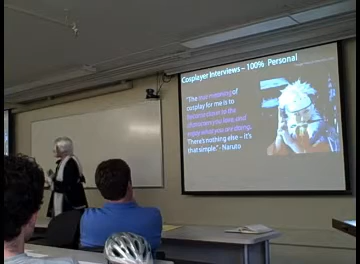 Cosplayer Interviews – 100% Personal
"The true meaning of
cosplay for me is to
become close to the
characters you love and
enjoy what you are doing.
There's nothing else – it's
that simple." - Naruto